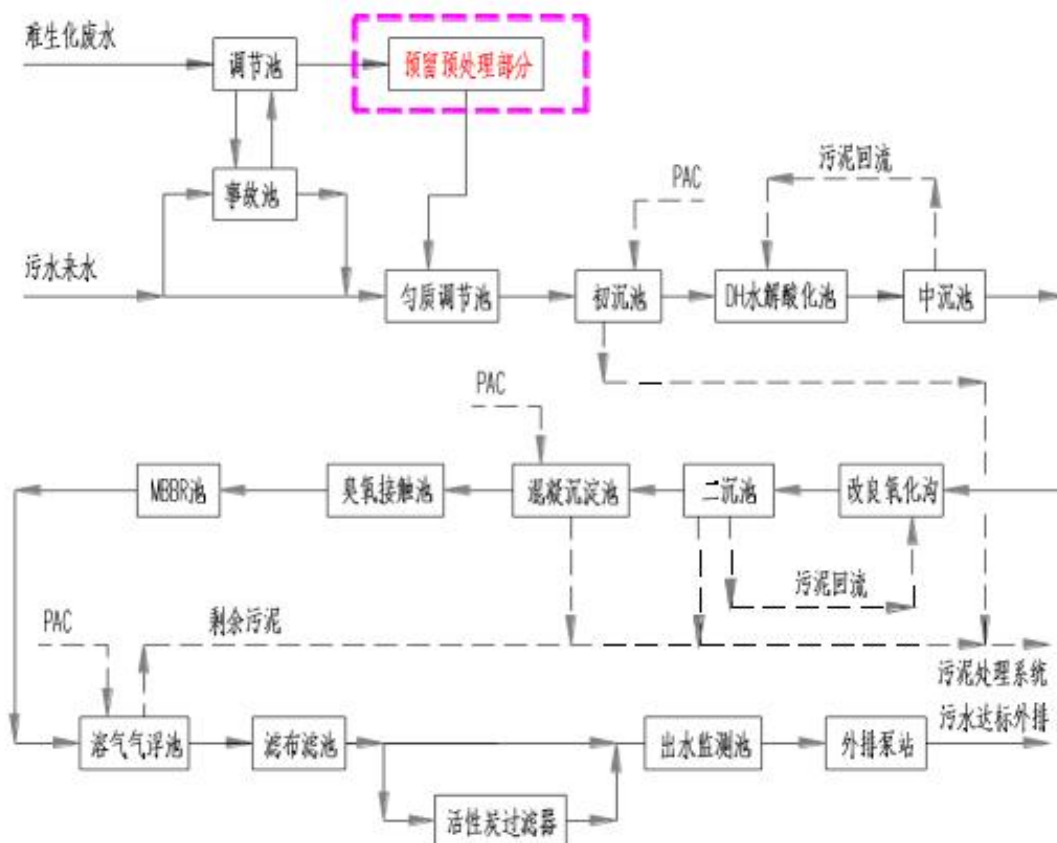 难生化废水
调节池
预留预处理部分
事故池
PAC
污泥回流
污水来水
匀质调节池
初沉池
DH水解酸化池
中沉池
PAC
MBBR池
臭氧接触池
混凝沉淀池
二沉池
改良氧化沟
污泥回流
PAC
剩余污泥
污泥处理系统
污水达标外排
溶气气浮池
滤布滤池
出水监测池
外排泵站
活性炭过滤器